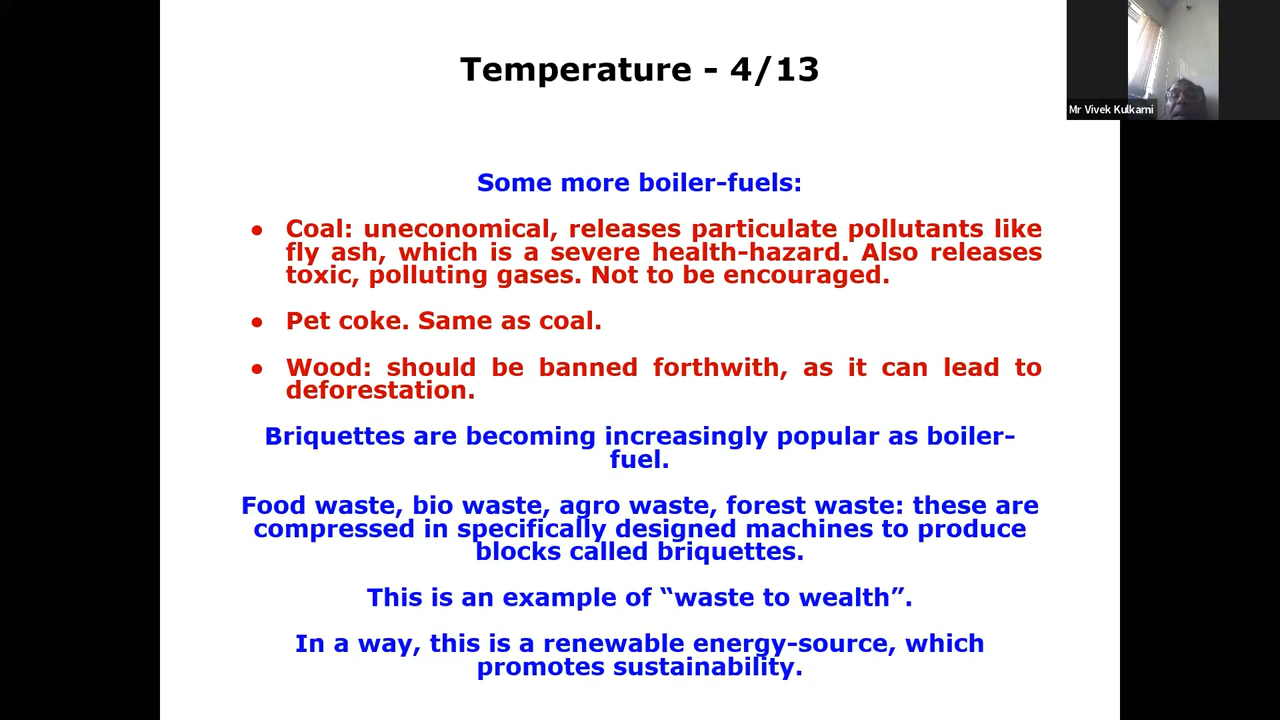 Temperature - 4/13
Mr Vivek Kulkarni
Some more boiler-fuels:
● Coal: uneconomical, releases particulate pollutants like
fly ash, which is a severe health-hazard. Also releases
toxic, polluting gases. Not to be encouraged.
● Pet coke. Same as coal.
● Wood: should be banned forthwith, as it can lead to
deforestation.
Briquettes are becoming increasingly popular as boiler-
fuel.
Food waste, bio waste, agro waste, forest waste: these are
compressed in specifically designed machines to produce
blocks called briquettes.
This is an example of “waste to wealth”.
In a way, this is a renewable energy-source, which
promotes sustainability.